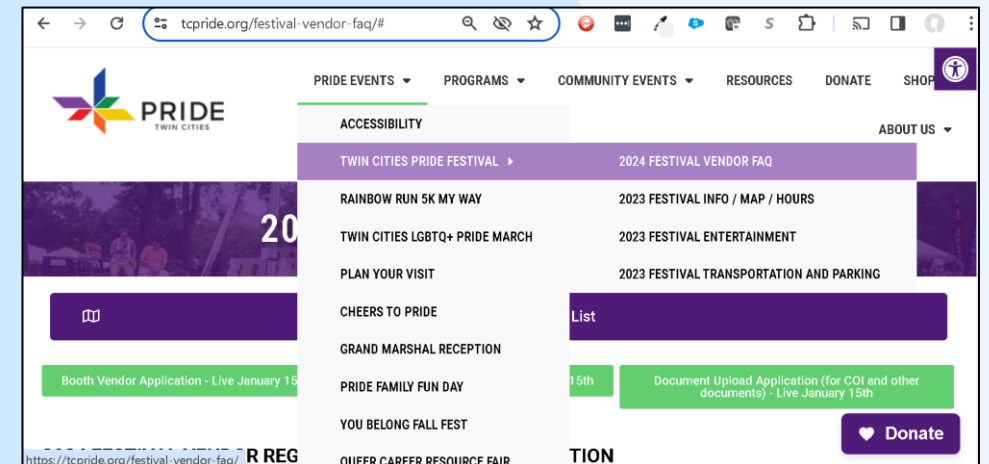 tcpride.org/festival-vendor-faq/#
PRIDE
TWIN CITIES
PRIDE EVENTS
PROGRAMS
COMMUNITY EVENTS
RESOURCES
DONATE
SHOP
ABOUT US
ACCESSIBILITY
TWIN CITIES PRIDE FESTIVAL
2024 FESTIVAL VENDOR FAQ
RAINBOW RUN 5K MY WAY
2023 FESTIVAL INFO / MAP / HOURS
TWIN CITIES LGBTQ+ PRIDE MARCH
2023 FESTIVAL ENTERTAINMENT
PLAN YOUR VISIT
2023 FESTIVAL TRANSPORTATION AND PARKING
CHEERS TO PRIDE
GRAND MARSHAL RECEPTION
PRIDE FAMILY FUN DAY
YOU BELONG FALL FEST
QUEER CAREER RESOURCE FAIR
20
List
Booth Vendor Application - Live January 15
15th
Document Upload Application (for COI and other
documents) - Live January 15th
Donate
R REG
TION
https://tcpride.org/festival-vendor-faq/